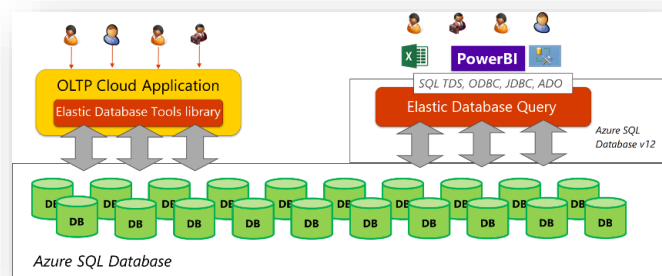 OLTP Cloud Application
Elastic Database Tools library
PowerBI
SQL TDS, ODBC, JDBC, ADO
Elastic Database Query
Azure SQL
Database v12
DB DB DB DB DB DB DB DB DB DB
DB DB DB DB DB DB DB DB DB DB
Azure SQL Database